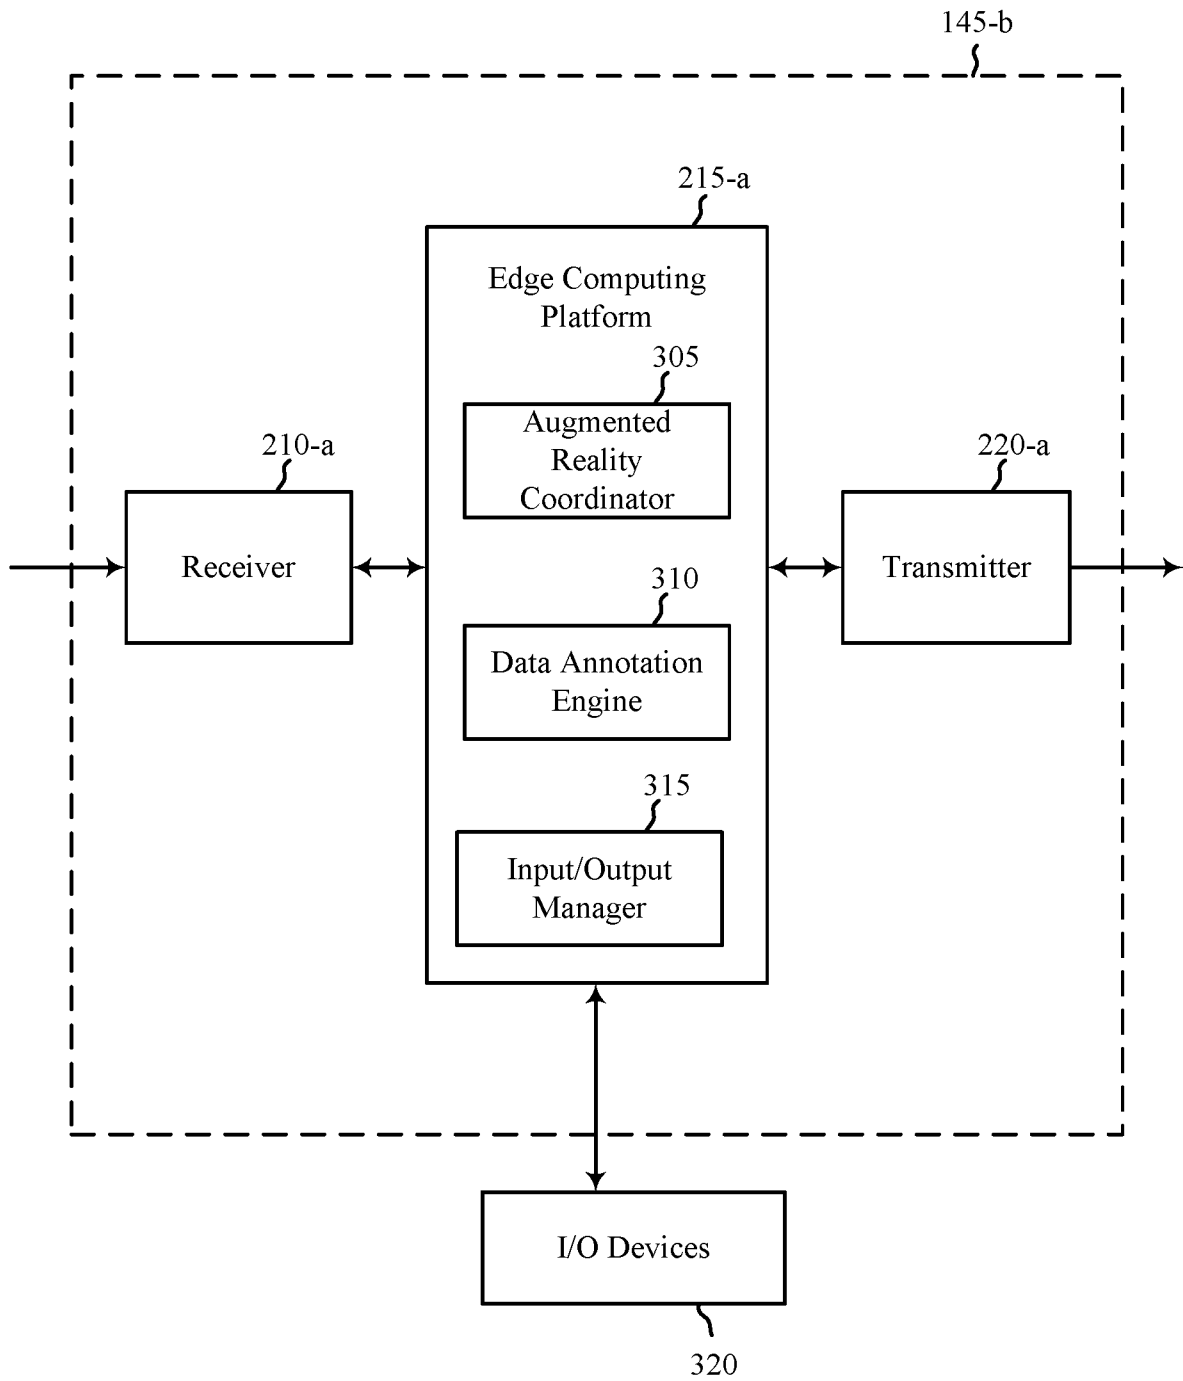 145-b
215-a
Edge Computing
Platform
305
Augmented
Reality
Coordinator
210-a
Receiver
220-a
Transmitter
310
Data Annotation
Engine
315
Input/Output
Manager
I/O Devices
320